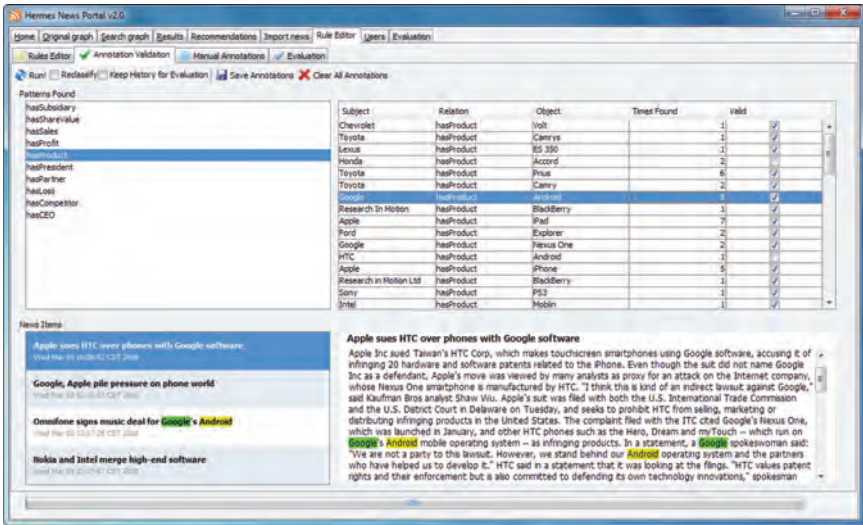 Hermes News Portal v2.0
Home Original graph Search graph Results Recommendations Import news Rule Editor Users Evaluation
Rules Editor Annotation Validation Manual Annotations Evaluation
Run! Reclassify Keep History for Evaluation Save Annotations Clear All Annotations
Patterns Found
hasSubsidiary
hasShareValue
hasSales
hasProfit
hasProduct
hasPresident
hasPartner
hasLoss
hasCompetitor
hasCEO
Subject Relation Object Times Found Valid
Chevrolet hasProduct Volt 1
Toyota hasProduct Camrys 1
Lexus hasProduct ES 350 1
Honda hasProduct Accord 2
Toyota hasProduct Prius 6
Toyota hasProduct Camry 2
Google hasProduct Android
Research In Motion hasProduct BlackBerry 1
Apple hasProduct iPad 7
Ford hasProduct Explorer 2
Google hasProduct Nexus One 2
HTC hasProduct Android 1
Apple hasProduct iPhone 5
Research in Motion Ltd hasProduct BlackBerry 1
Sony hasProduct PS3 1
Intel hasProduct Moblin 1
News Items
Apple sues HTC over phones with Google software
Google, Apple pile pressure on phone world
Omnifone signs music deal for Google's Android
Nokia and Intel merge high-end software
Apple sues HTC over phones with Google software
Apple Inc sued Taiwan's HTC Corp, which makes touchscreen smartphones using Google software, accusing it of
infringing 20 hardware and software patents related to the iPhone. Even though the suit did not name Google
Inc as a defendant, Apple's move was viewed by many analysts as proxy for an attack on the Internet company,
whose Nexus One smartphone is manufactured by HTC. "I think this is kind of an indirect lawsuit against Google,"
said Kaufman Bros analyst Shaw Wu. Apple's suit was filed with both the U.S. International Trade Commission
and the U.S. District Court in Delaware on Tuesday, and seeks to prohibit HTC from selling, marketing or
distributing infringing products in the United States. The complaint filed with the ITC cited Google's Nexus One,
which was launched in January, and other HTC phones such as the Hero, Dream and myTouch -- which run on
Google's Android mobile operating system -- as infringing products. In a statement, a Google spokeswoman said:
"We are not a party to this lawsuit. However, we stand behind our Android operating system and the partners
who have helped us to develop it." HTC said in a statement that it was looking at the filings. "HTC values patent
rights and their enforcement but is also committed to defending its own technology innovations," spokesman